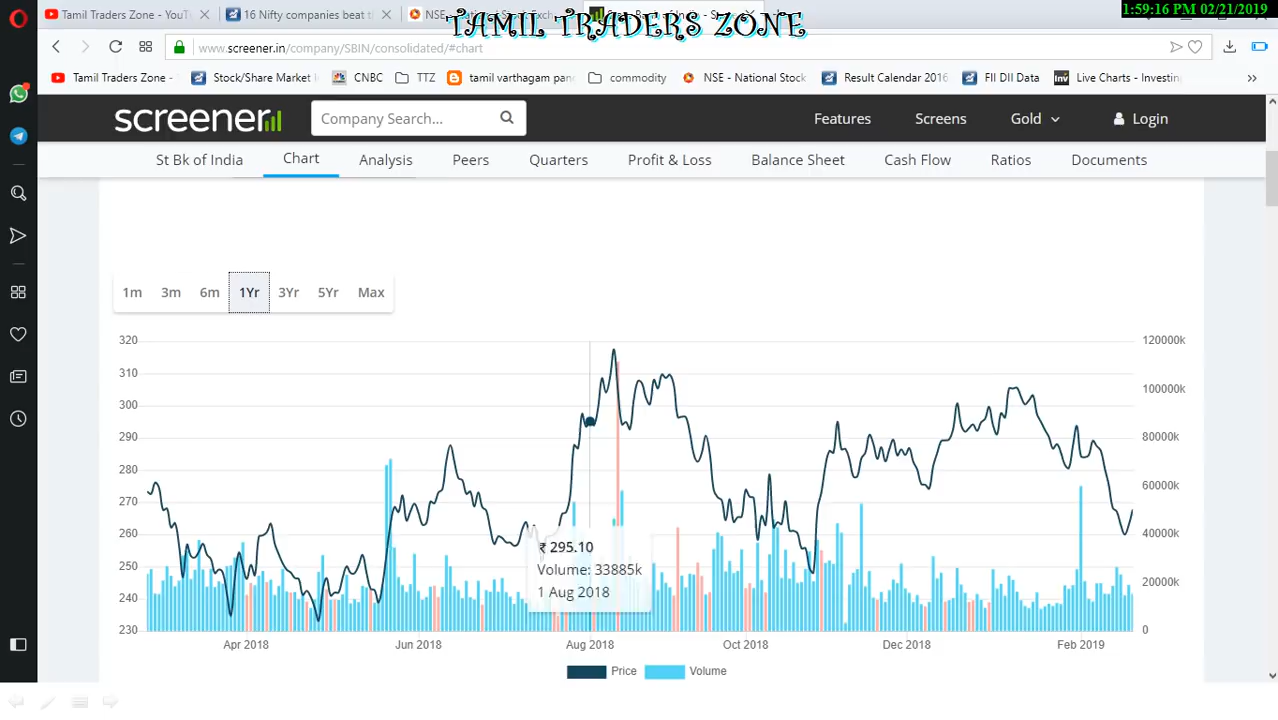 Tamil Traders Zone - YouT
16 Nifty companies beat t
NSE
TAMIL TRADERS ZONE
1:59:16 PM 02/21/2019
www.screener.in/company/SBIN/consolidated/#chart
Tamil Traders Zone - Stock/Share Market CNBC TTZ tamil varthagam pan commodity NSE - National Stock Result Calendar 2016 FII DII Data Inv Live Charts - Investin
screener Company Search... Features Screens Gold Login
St Bk of India Chart Analysis Peers Quarters Profit & Loss Balance Sheet Cash Flow Ratios Documents
1m 3m 6m 1Yr 3Yr 5Yr Max
320 120000k
310
100000k
300
290 80000k
280
270 60000k
260 40000k
₹ 295.10
250
Volume: 33885k
20000k
1 Aug 2018
240
230 0
Apr 2018 Jun 2018 Aug 2018 Oct 2018 Dec 2018 Feb 2019
Price Volume